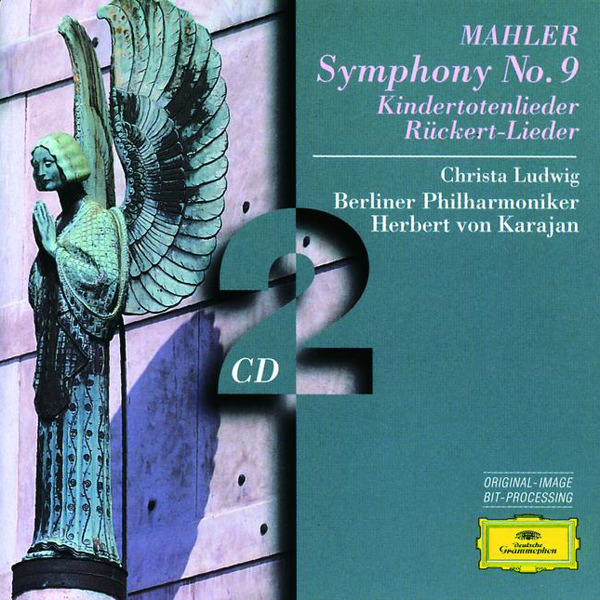 MAHLER
Symphony No. 9
Kindertotenlieder
Rückert-Lieder
Christa Ludwig
Berliner Philharmoniker
Herbert von Karajan
2
CD
ORIGINAL-IMAGE
BIT-PROCESSING
Deutsche
Grammophon